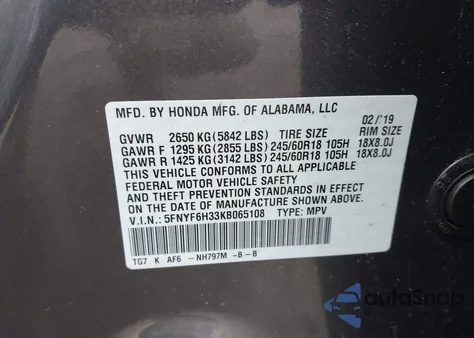 MFD. BY HONDA MFG. OF ALABAMA, LLC
02/'19
GVWR 2650 KG(5842 LBS) TIRE SIZE RIM SIZE
GAWR F 1295 KG(2855 LBS) 245/60R18 105H 18X8.0J
GAWR R 1425 KG(3142 LBS) 245/60R18 105H 18X8.0J
THIS VEHICLE CONFORMS TO ALL APPLICABLE
FEDERAL MOTOR VEHICLE SAFETY, BUMPER,
AND THEFT PREVENTION STANDARDS IN EFFECT
ON THE DATE OF MANUFACTURE SHOWN ABOVE.
V.I.N.: 5FNYF6H33KB065108 TYPE: MPV
TG7 K AF6 -NH797M -B-B
autoSnap